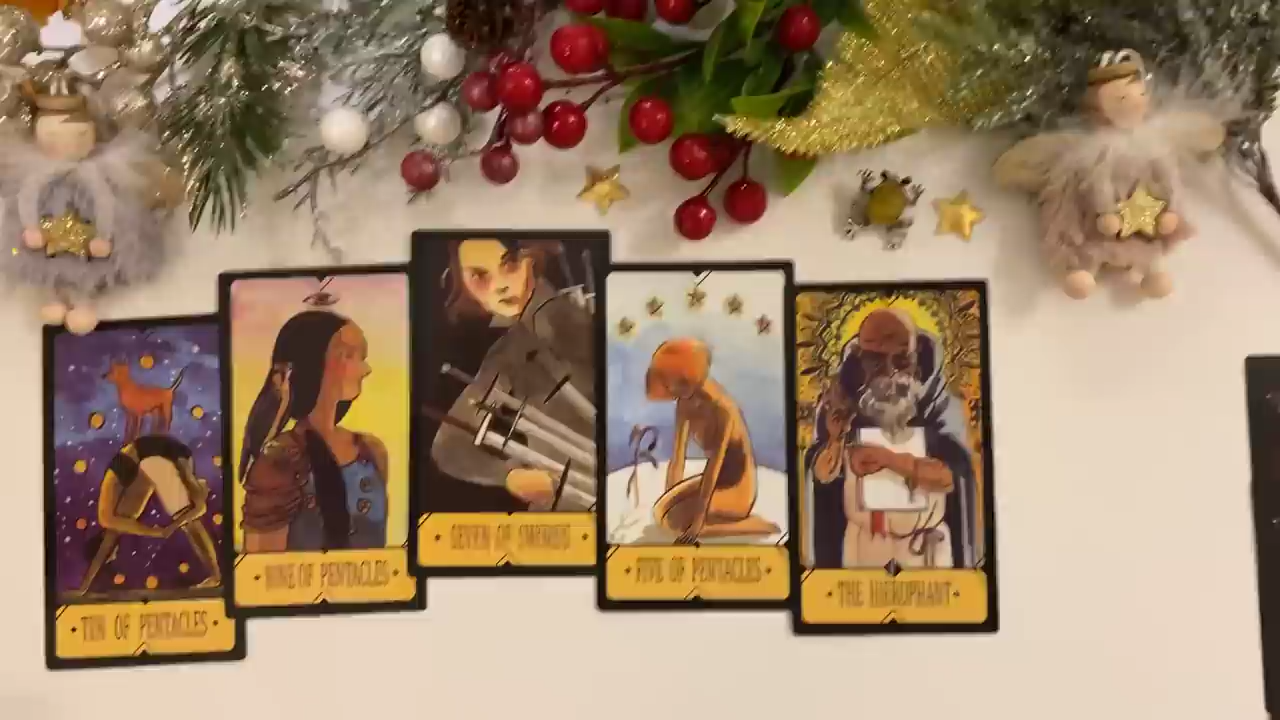 TEN OF PENTACLES
NINE OF PENTACLES
SEVEN OF SWORDS
FIVE OF PENTACLES
THE HIEROPHANT